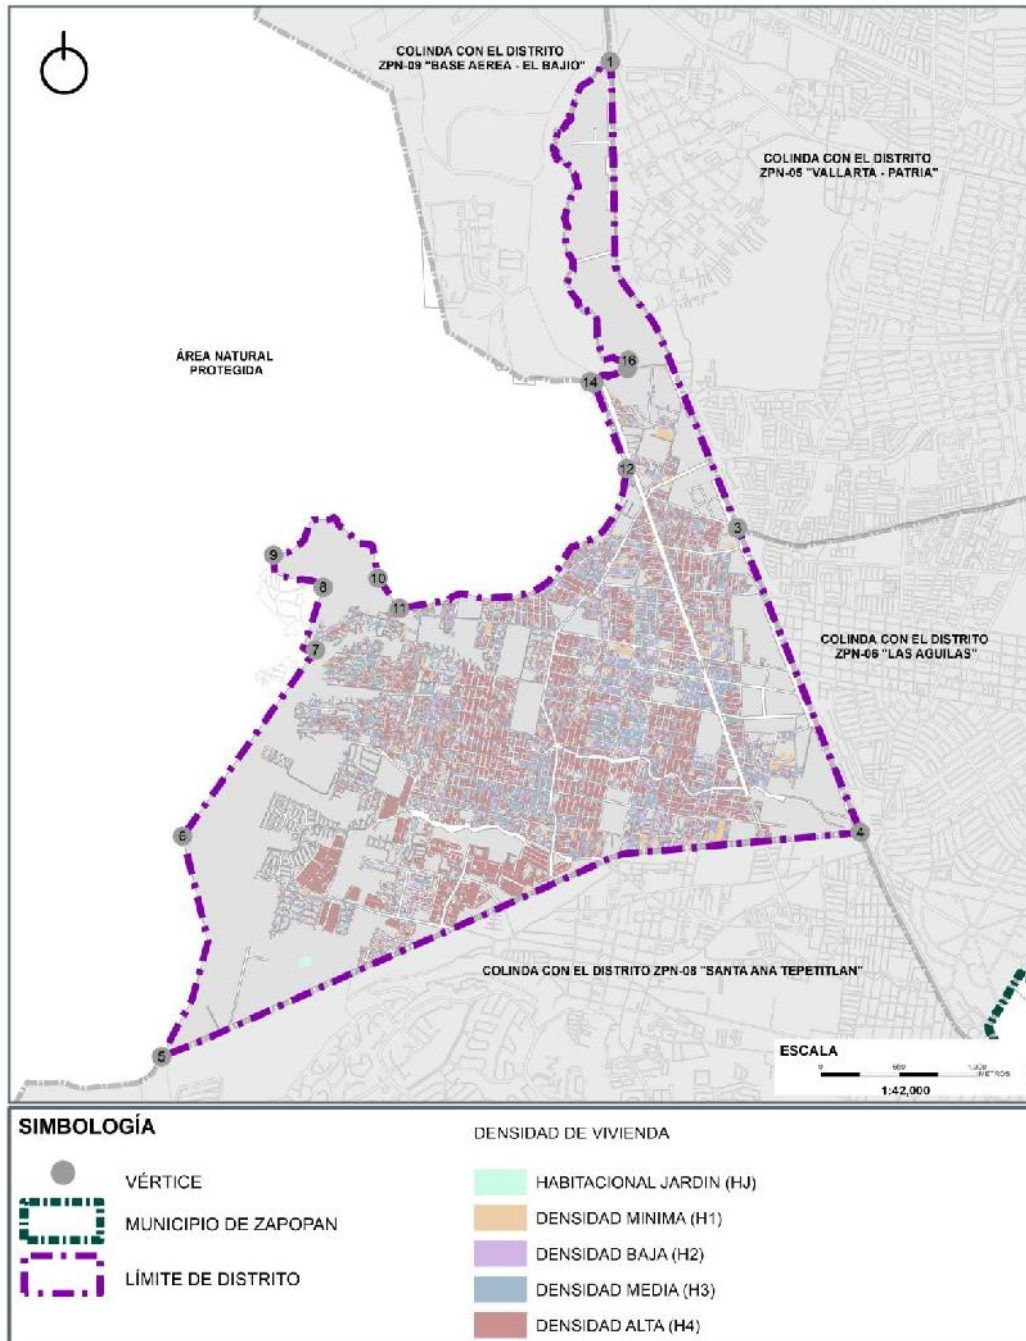 COLINDA CON EL DISTRITO
ZPN-09 "BASE AEREA - EL BAJIO"
1
COLINDA CON EL DISTRITO
ZPN-05 "VALLARTA - PATRIA"
ÁREA NATURAL
PROTEGIDA
16
14
12
3
9
10
8
11
7
COLINDA CON EL DISTRITO
ZPN-06 "LAS AGUILAS"
6
4
COLINDA CON EL DISTRITO ZPN-08 "SANTA ANA TEPETITLAN"
5
ESCALA
0
METROS
1:42,000
SIMBOLOGÍA
VÉRTICE
MUNICIPIO DE ZAPOPAN
LÍMITE DE DISTRITO
DENSIDAD DE VIVIENDA
HABITACIONAL JARDIN (HJ)
DENSIDAD MINIMA (H1)
DENSIDAD BAJA (H2)
DENSIDAD MEDIA (H3)
DENSIDAD ALTA (H4)